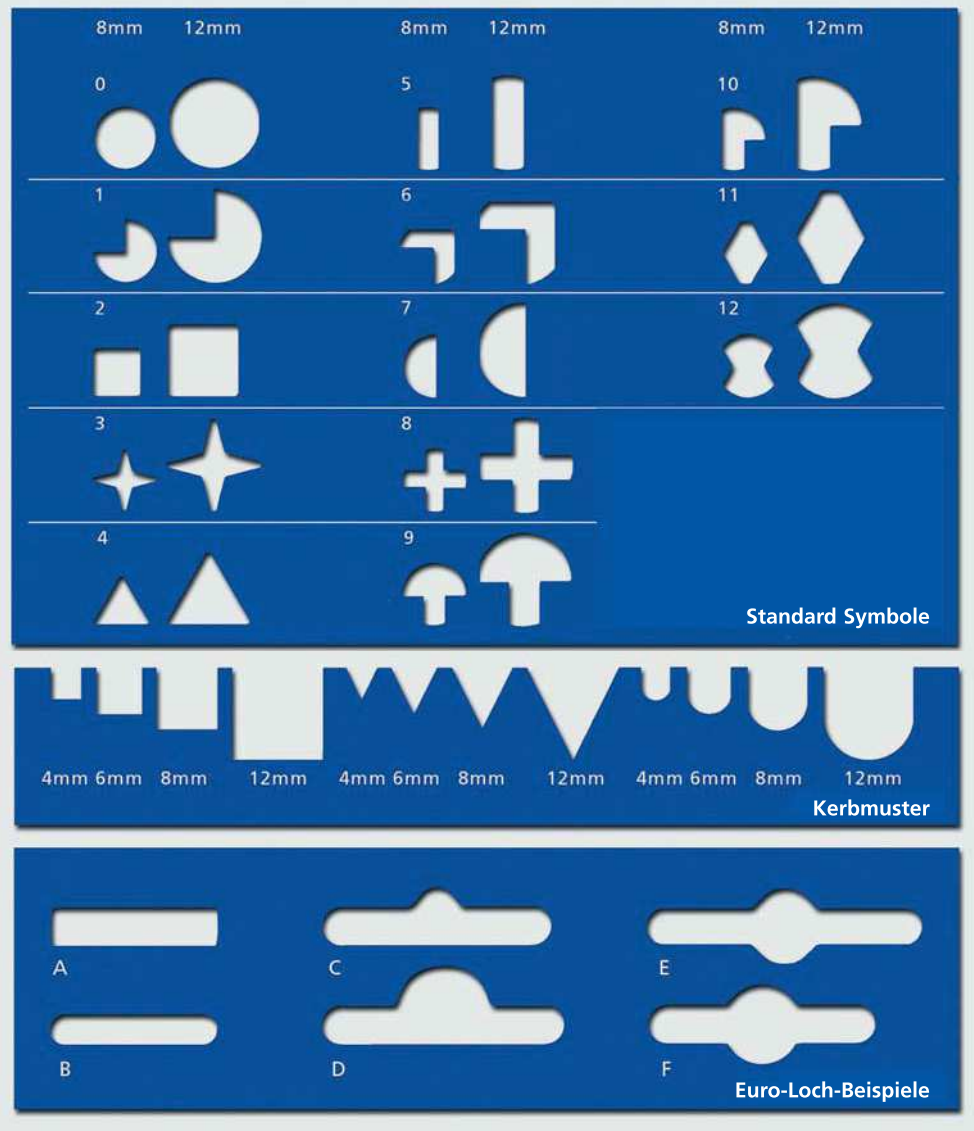 8mm 12mm 8mm 12mm 8mm 12mm
0 5 10
1 6 11
2 7 12
3 8
4 9
Standard Symbole
4mm 6mm 8mm 12mm 4mm 6mm 8mm 12mm 4mm 6mm 8mm 12mm
Kerbmuster
A C E
B D F
Euro-Loch-Beispiele